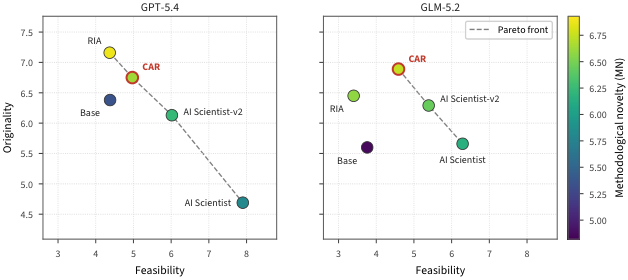 GPT-5.4
GLM-5.2
7.5
7.0
6.5
6.0
5.5
5.0
4.5
Originality
RIA
CAR
Base
AI Scientist-v2
AI Scientist
3 4 5 6 7 8
Feasibility
Pareto front
CAR
RIA
AI Scientist-v2
Base
AI Scientist
3 4 5 6 7 8
Feasibility
6.75
6.50
6.25
6.00
5.75
5.50
5.25
5.00
Methodological novelty (MN)